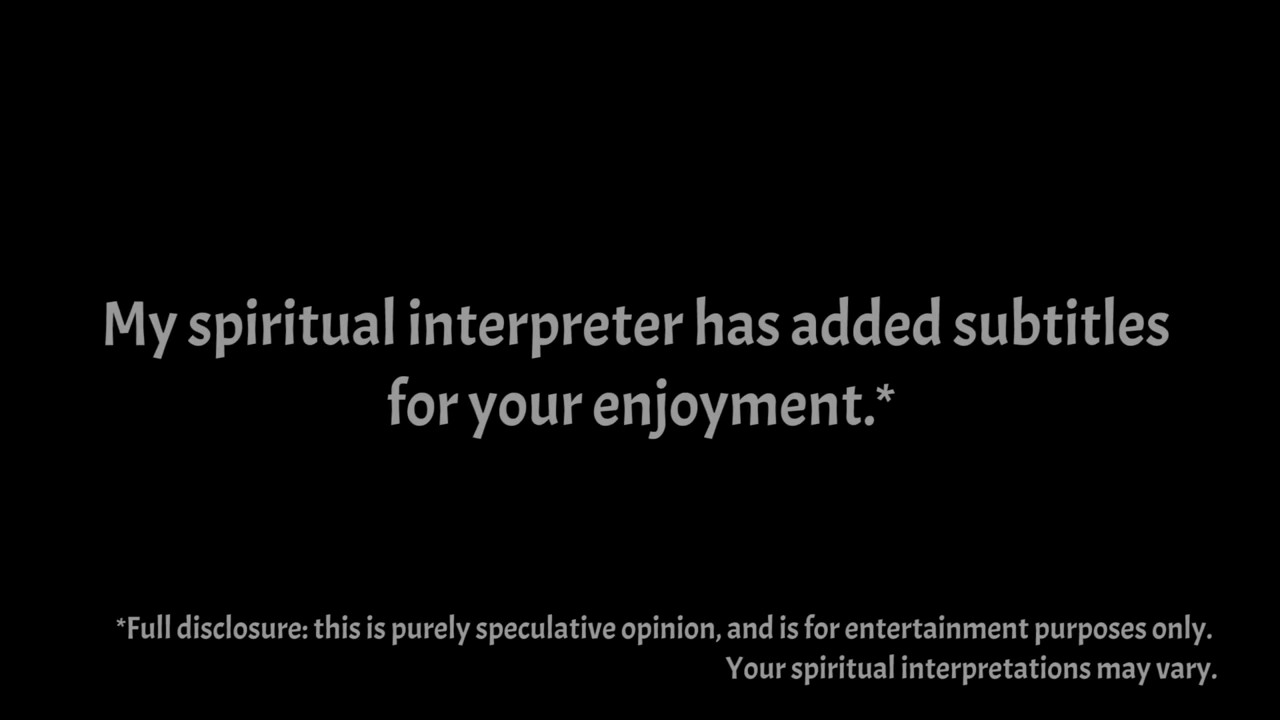 My spiritual interpreter has added subtitles
for your enjoyment.*
*Full disclosure: this is purely speculative opinion, and is for entertainment purposes only.
Your spiritual interpretations may vary.